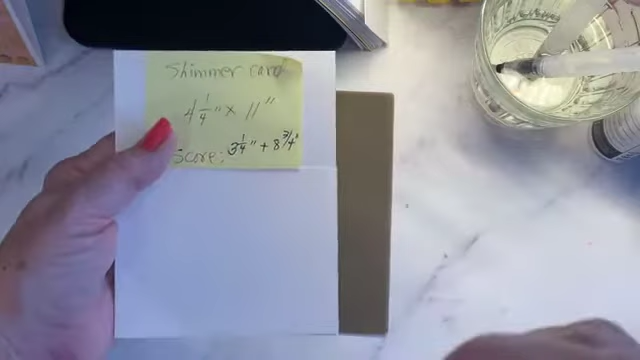 Shimmer card
4 1/4" x 11"
Score: 3 1/4" + 8 3/4"